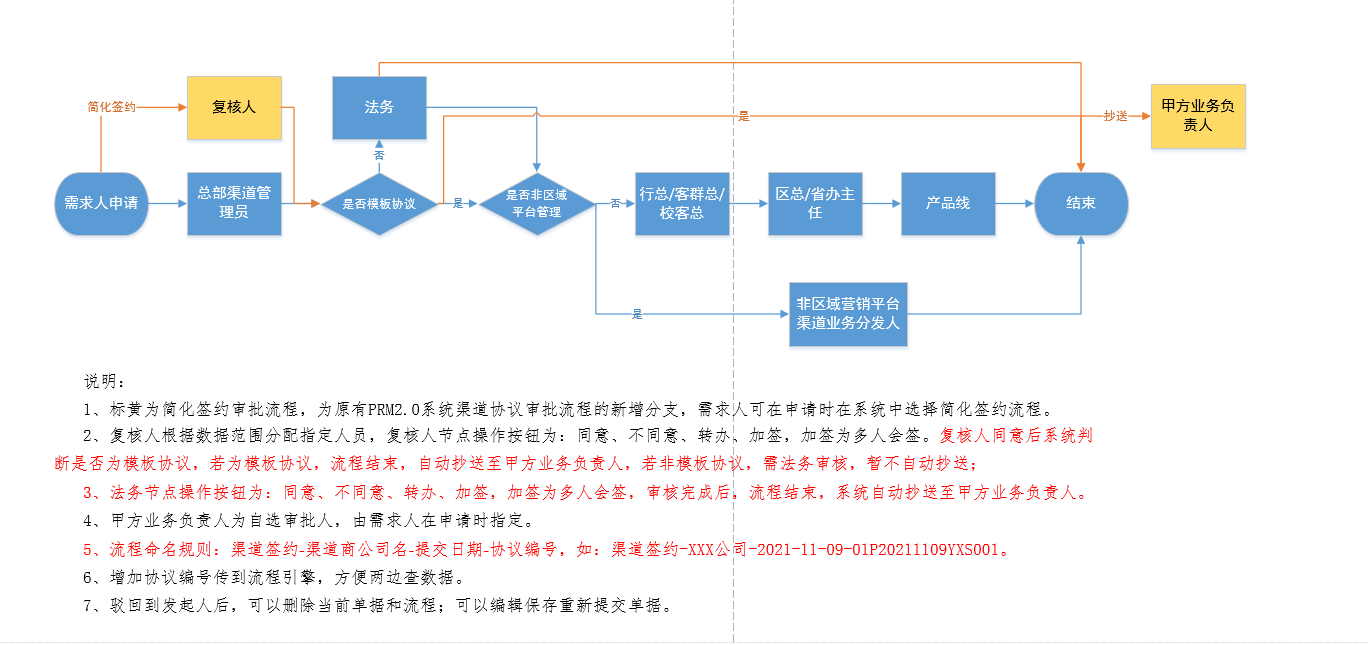 简化签约
复核人
法务
是
抄送
甲方业务负
责人
否
需求人申请
总部渠道管
理员
是否模板协议
是
是否非区域
平台管理
否
行总/客群总/
校客总
区总/省办主
任
产品线
结束
是
非区域营销平台
渠道业务分发人
说明：
1、标黄为简化签约审批流程，为原有PRM2.0系统渠道协议审批流程的新增分支，需求人可在申请时在系统中选择简化签约流程。
2、复核人根据数据范围分配指定人员，复核人节点操作按钮为：同意、不同意、转办、加签，加签为多人会签。复核人同意后系统判
断是否为模板协议，若为模板协议，流程结束，自动抄送至甲方业务负责人，若非模板协议，需法务审核，暂不自动抄送；
3、法务节点操作按钮为：同意、不同意、转办、加签，加签为多人会签，审核完成后，流程结束，系统自动抄送至甲方业务负责人。
4、甲方业务负责人为自选审批人，由需求人在申请时指定。
5、流程命名规则：渠道签约-渠道商公司名-提交日期-协议编号，如：渠道签约-XXX公司-2021-11-09-01P20211109YXS001。
6、增加协议编号传到流程引擎，方便两边查数据。
7、驳回到发起人后，可以删除当前单据和流程；可以编辑保存重新提交单据。